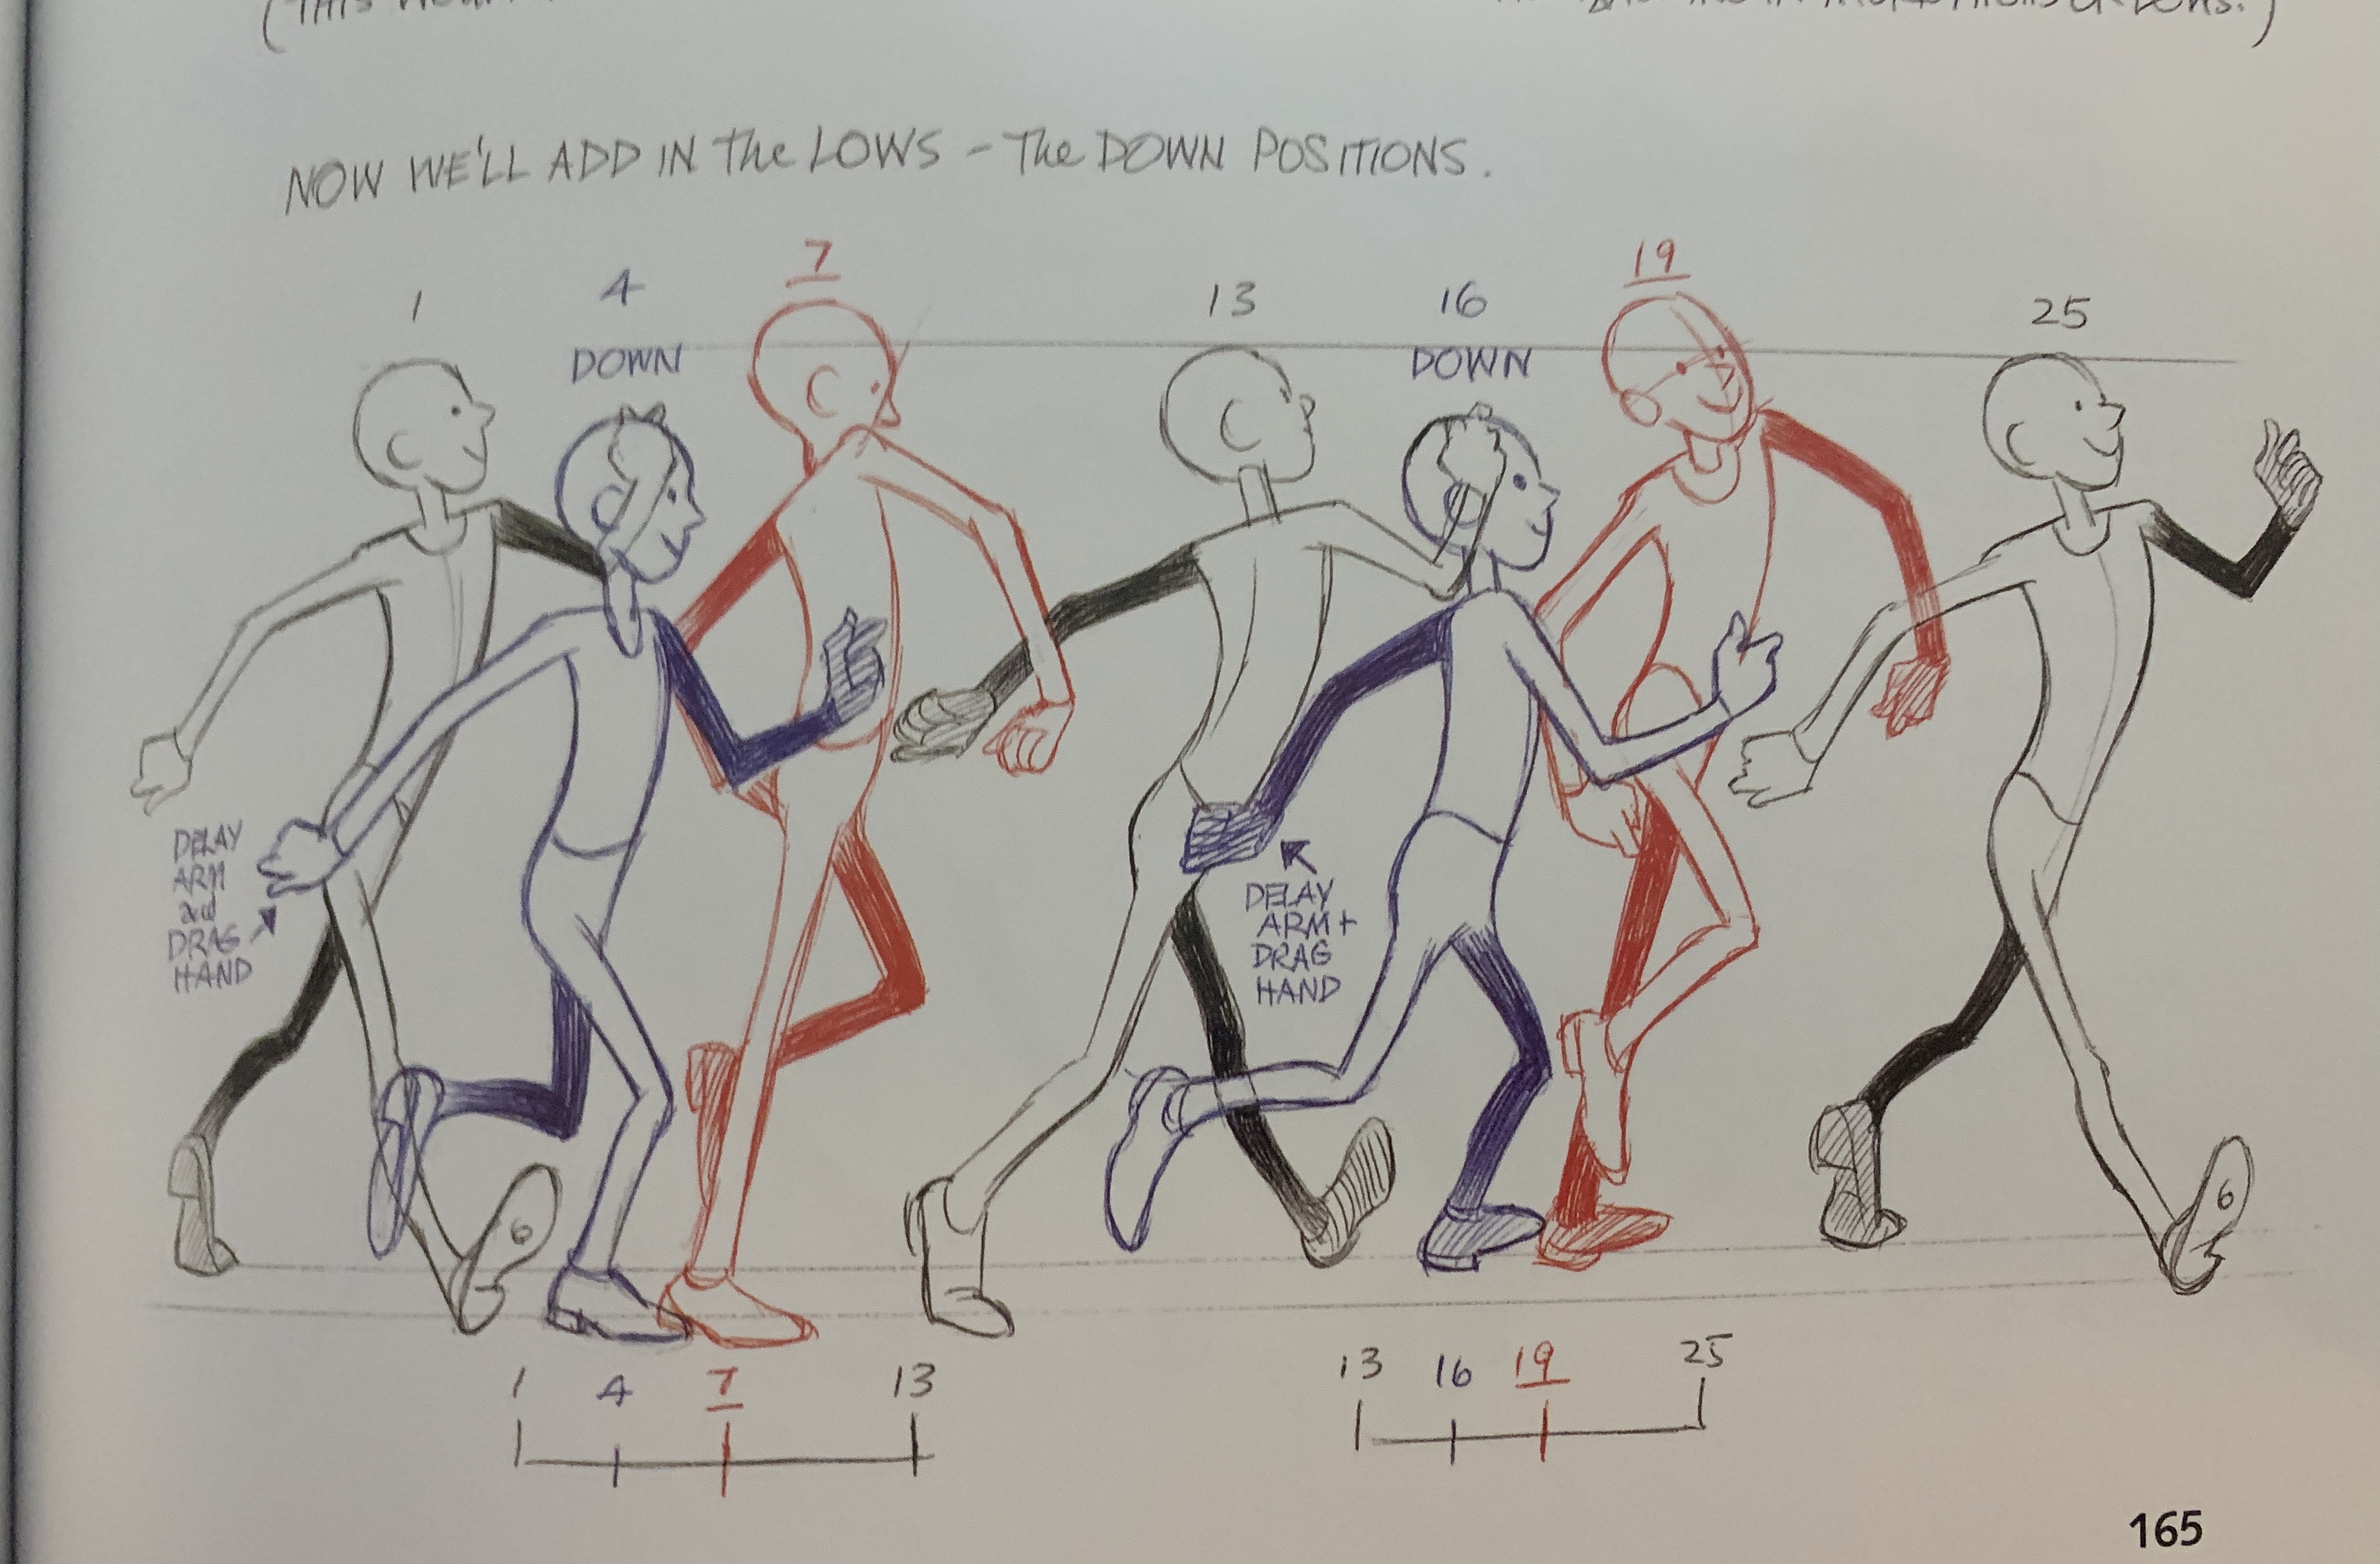 (THIS
NOW WE'LL ADD IN The LOWS - The DOWN POSITIONS.
1 4 7 13 16 19 25
DOWN DOWN
DELAY
ARM
and
DRAG
HAND
DELAY
ARM +
DRAG
HAND
6 6
1 4 7 13
13 16 19 25
165